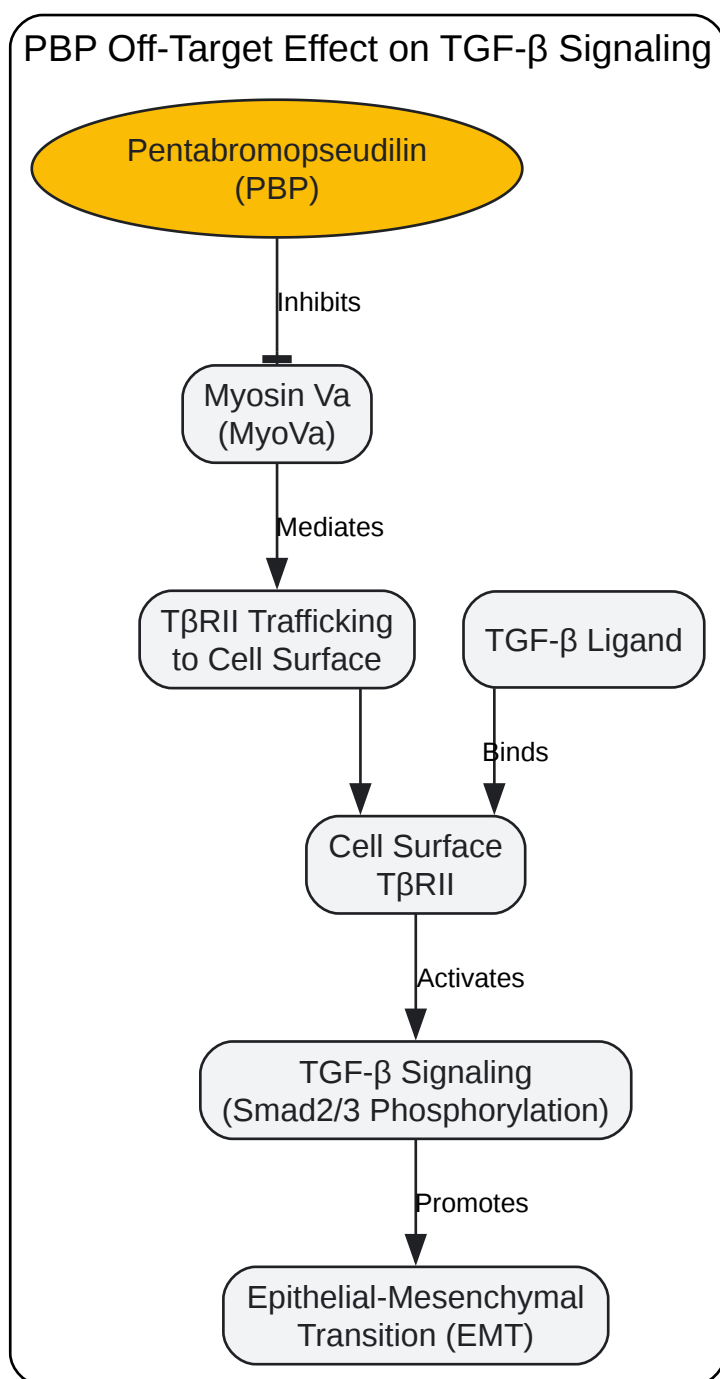 PBP Off-Target Effect on TGF-β Signaling
Pentabromopseudilin
(PBP)
Inhibits
Myosin Va
(MyoVa)
Mediates
TβRII Trafficking
to Cell Surface
TGF-β Ligand
Binds
Cell Surface
TβRII
Activates
TGF-β Signaling
(Smad2/3 Phosphorylation)
Promotes
Epithelial-Mesenchymal
Transition (EMT)